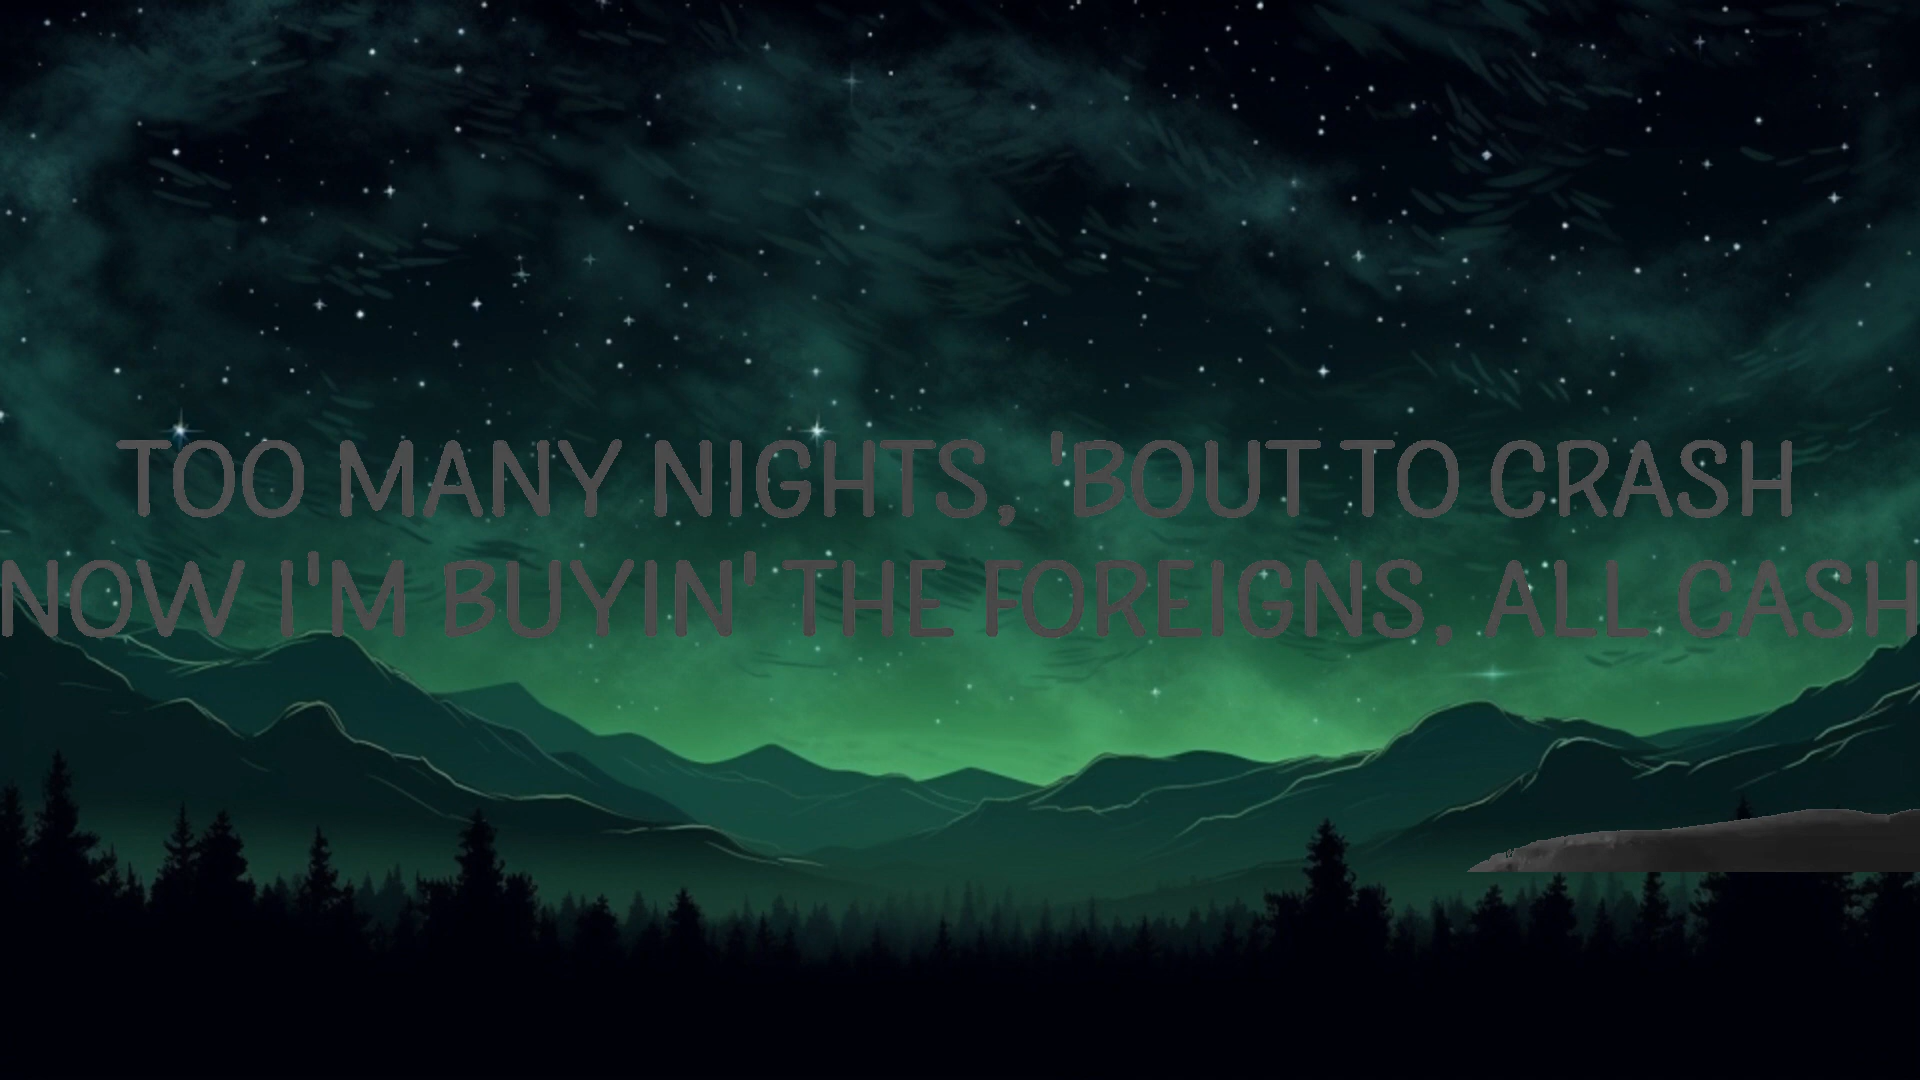 TOO MANY NIGHTS, 'BOUT TO CRASH
NOW I'M BUYIN' THE FOREIGNS, ALL CASH